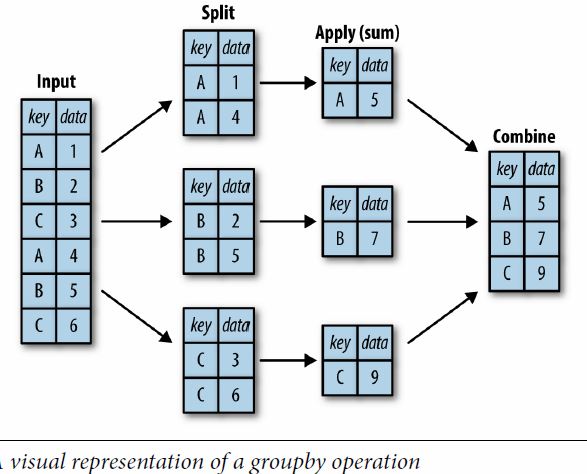 Input
key data
A 1
B 2
C 3
A 4
B 5
C 6
Split
key data
A 1
A 4
key data
B 2
B 5
key data
C 3
C 6
Apply (sum)
key data
A 5
key data
B 7
key data
C 9
Combine
key data
A 5
B 7
C 9
visual representation of a groupby operation